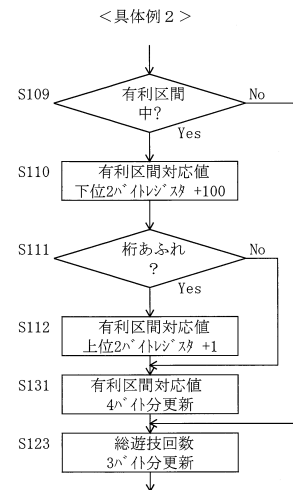 <具体例２>
S109
有利区間
中?
No
Yes
S110
有利区間対応値
下位2ﾊﾞｲﾄﾚｼﾞｽﾀ +100
S111
桁あふれ
?
No
Yes
S112
有利区間対応値
上位2ﾊﾞｲﾄﾚｼﾞｽﾀ +1
S131
有利区間対応値
4ﾊﾞｲﾄ分更新
S123
総遊技回数
3ﾊﾞｲﾄ分更新